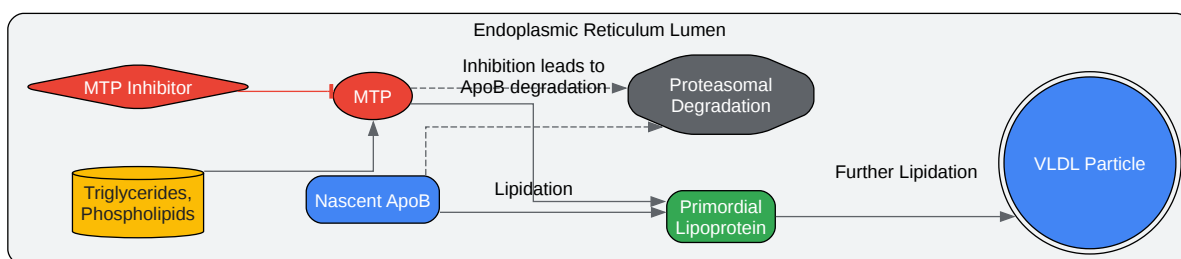 Endoplasmic Reticulum Lumen
MTP Inhibitor
MTP
Inhibition leads to
ApoB degradation
Proteasomal
Degradation
Triglycerides,
Phospholipids
Nascent ApoB
Lipidation
Primordial
Lipoprotein
Further Lipidation
VLDL Particle